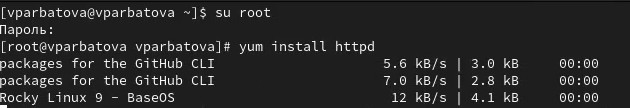 [vparbatova@vparbatova ~]$ su root
Пароль:
[root@vparbatova vparbatova]# yum install httpd
packages for the GitHub CLI 5.6 kB/s | 3.0 kB 00:00
packages for the GitHub CLI 7.0 kB/s | 2.8 kB 00:00
Rocky Linux 9 - BaseOS 12 kB/s | 4.1 kB 00:00